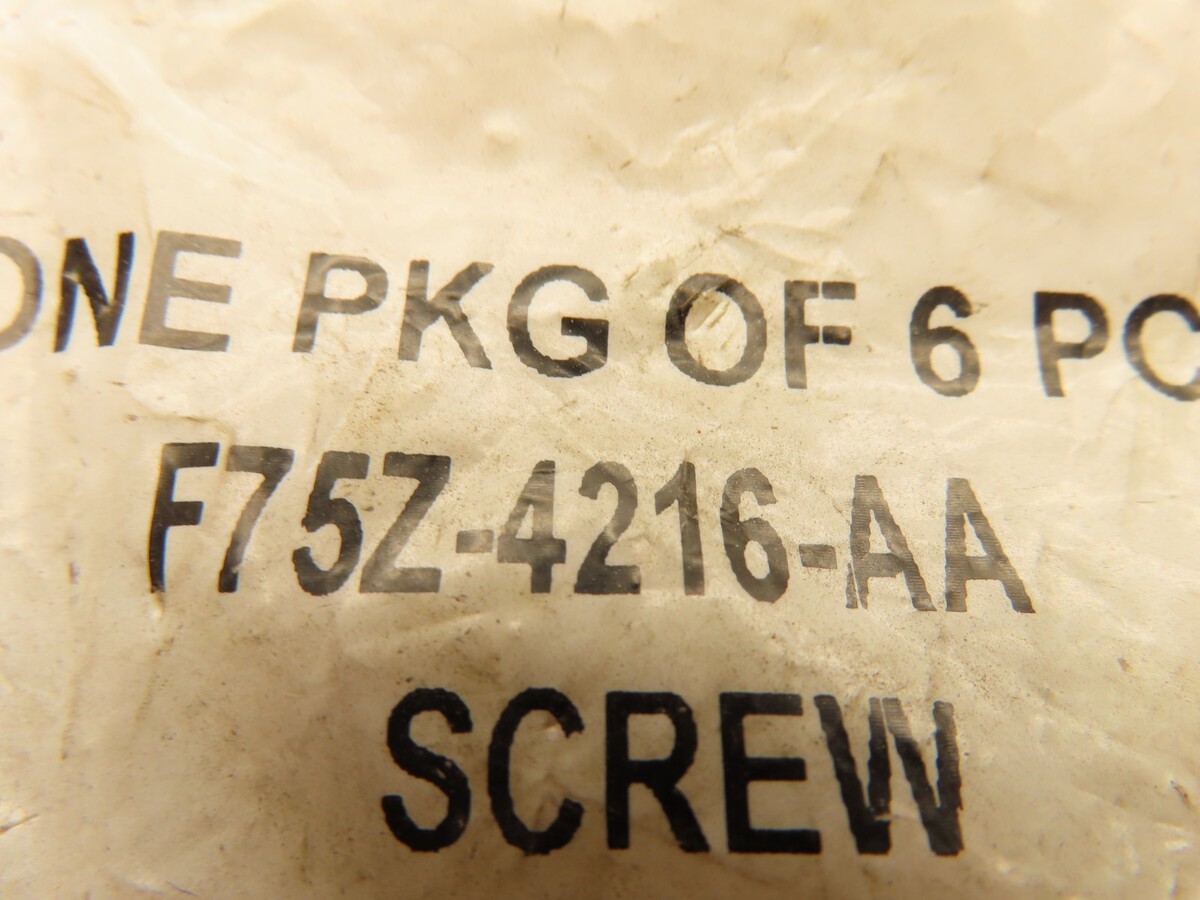 ONE PKG OF 6 PC
F75Z-4216-AA
SCREW